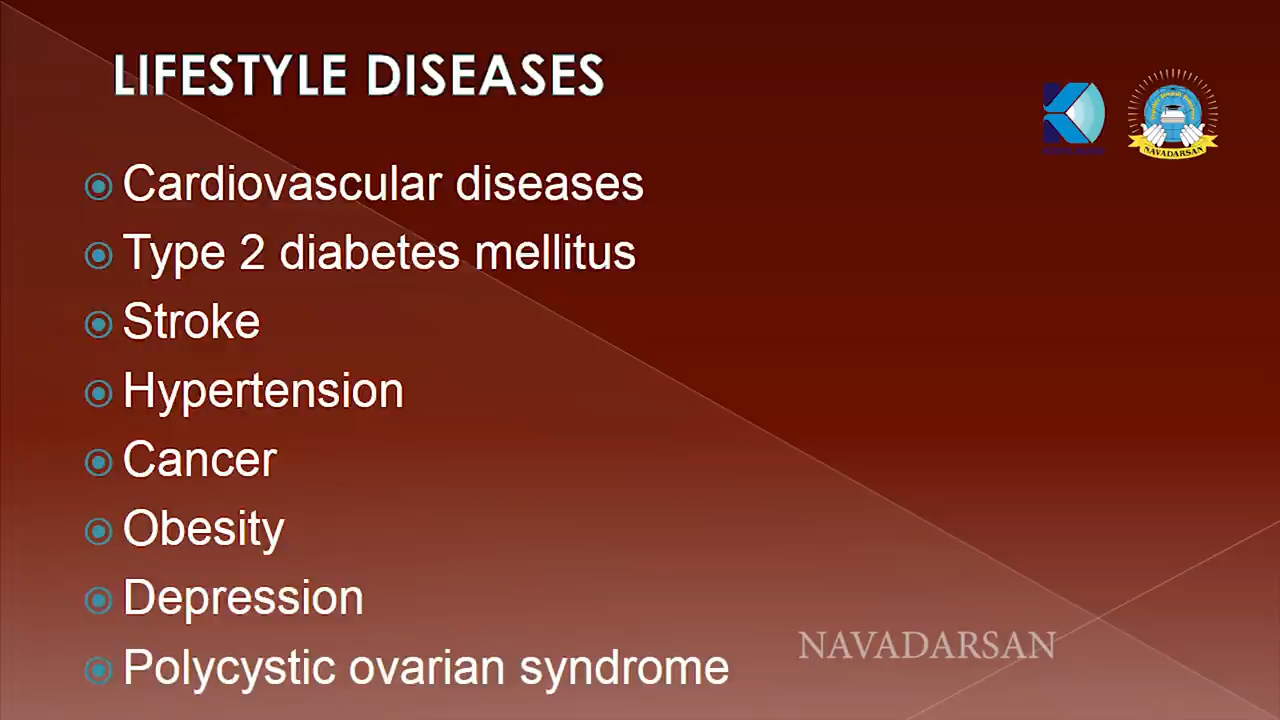 LIFESTYLE DISEASES
Cardiovascular diseases
Type 2 diabetes mellitus
Stroke
Hypertension
Cancer
Obesity
Depression
Polycystic ovarian syndrome
NAVADARSAN
NAVADARSAN